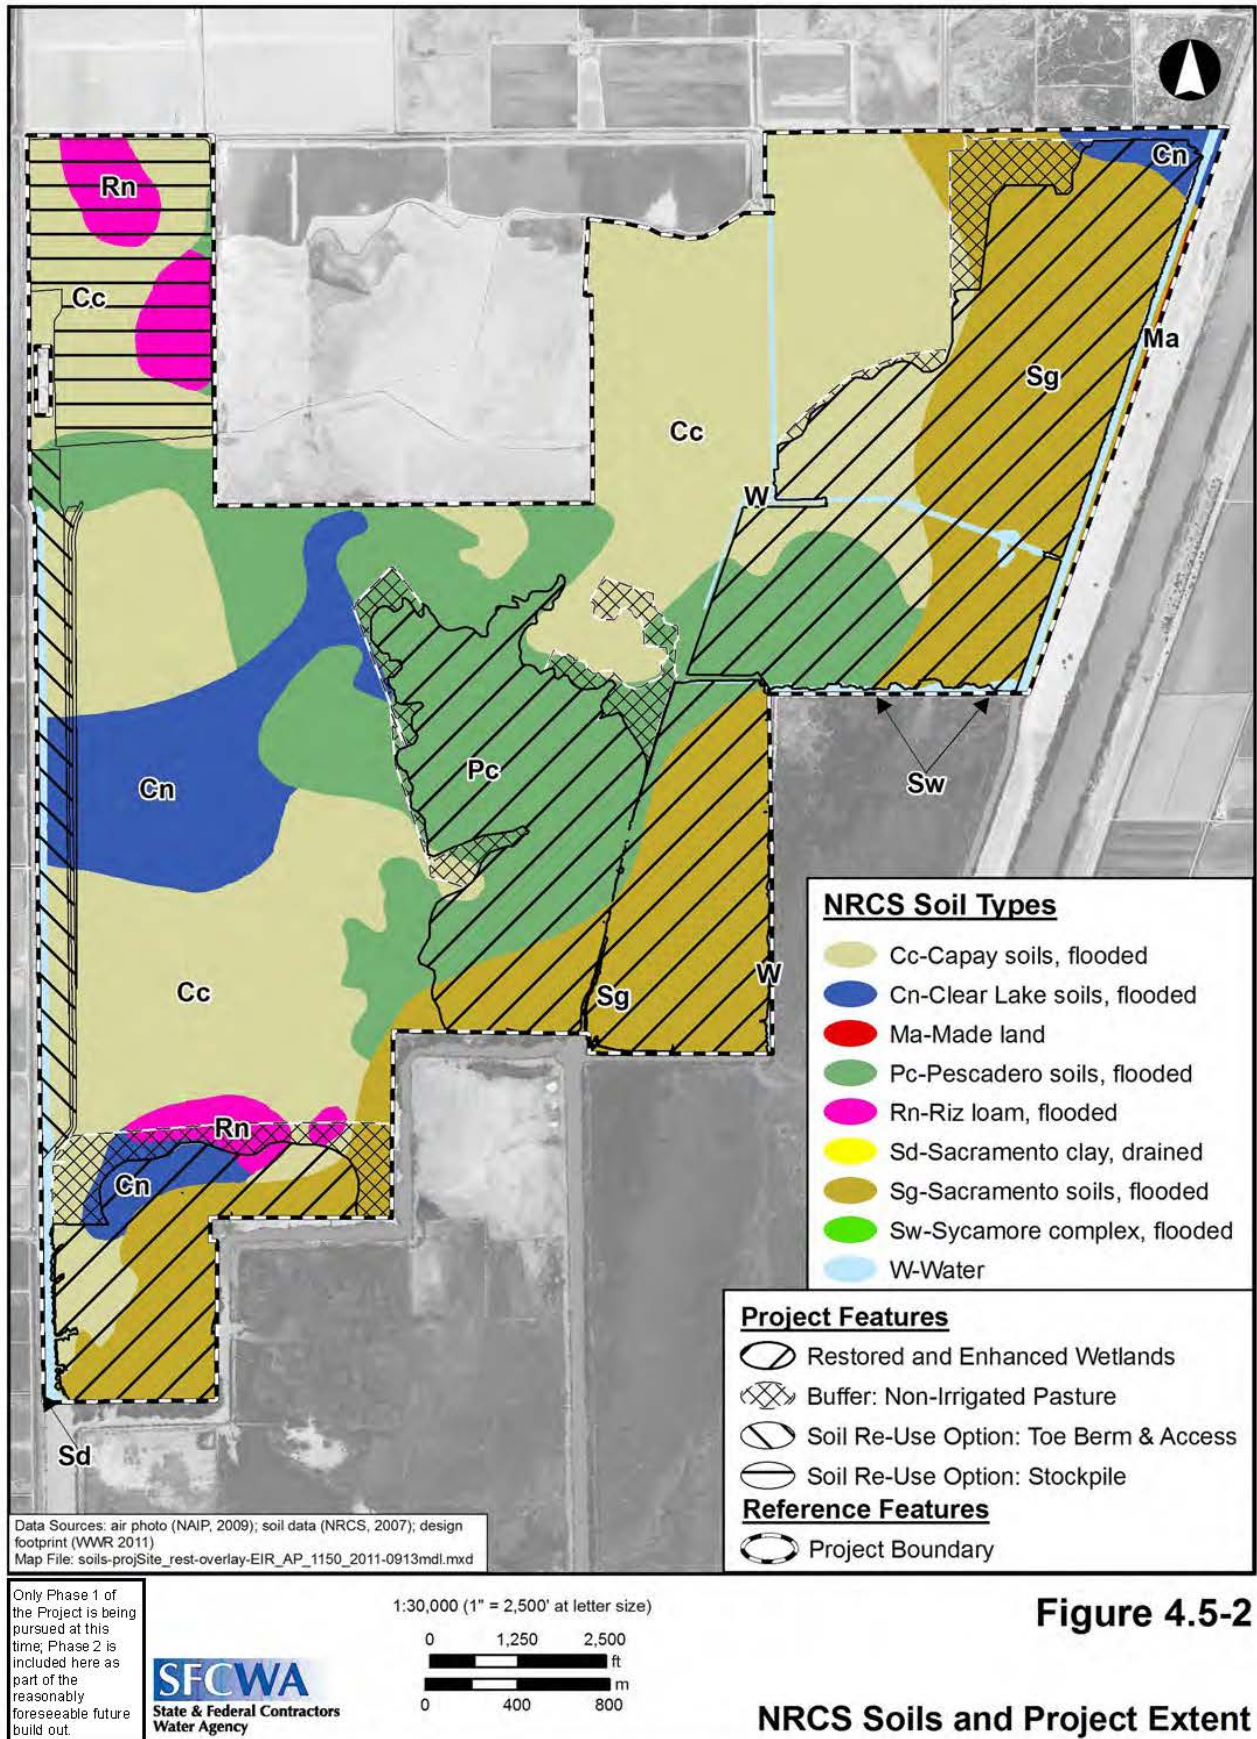 Rn
Cn
Cc
Ma
Sg
Cc
W
Pc
Cn
Sw
Cc
W
Sg
Rn
Cn
Sd
NRCS Soil Types
Cc-Capay soils, flooded
Cn-Clear Lake soils, flooded
Ma-Made land
Pc-Pescadero soils, flooded
Rn-Riz loam, flooded
Sd-Sacramento clay, drained
Sg-Sacramento soils, flooded
Sw-Sycamore complex, flooded
W-Water
Project Features
Restored and Enhanced Wetlands
Buffer: Non-Irrigated Pasture
Soil Re-Use Option: Toe Berm & Access
Soil Re-Use Option: Stockpile
Reference Features
Project Boundary
Data Sources: air photo (NAIP, 2009); soil data (NRCS, 2007); design
footprint (WWR 2011)
Map File: soils-projSite_rest-overlay-EIR_AP_1150_2011-0913mdl.mxd
Only Phase 1 of
the Project is being
pursued at this
time; Phase 2 is
included here as
part of the
reasonably
foreseeable future
build out.
SFCWA
State & Federal Contractors
Water Agency
1:30,000 (1" = 2,500' at letter size)
0 1,250 2,500
ft
m
0 400 800
Figure 4.5-2
NRCS Soils and Project Extent